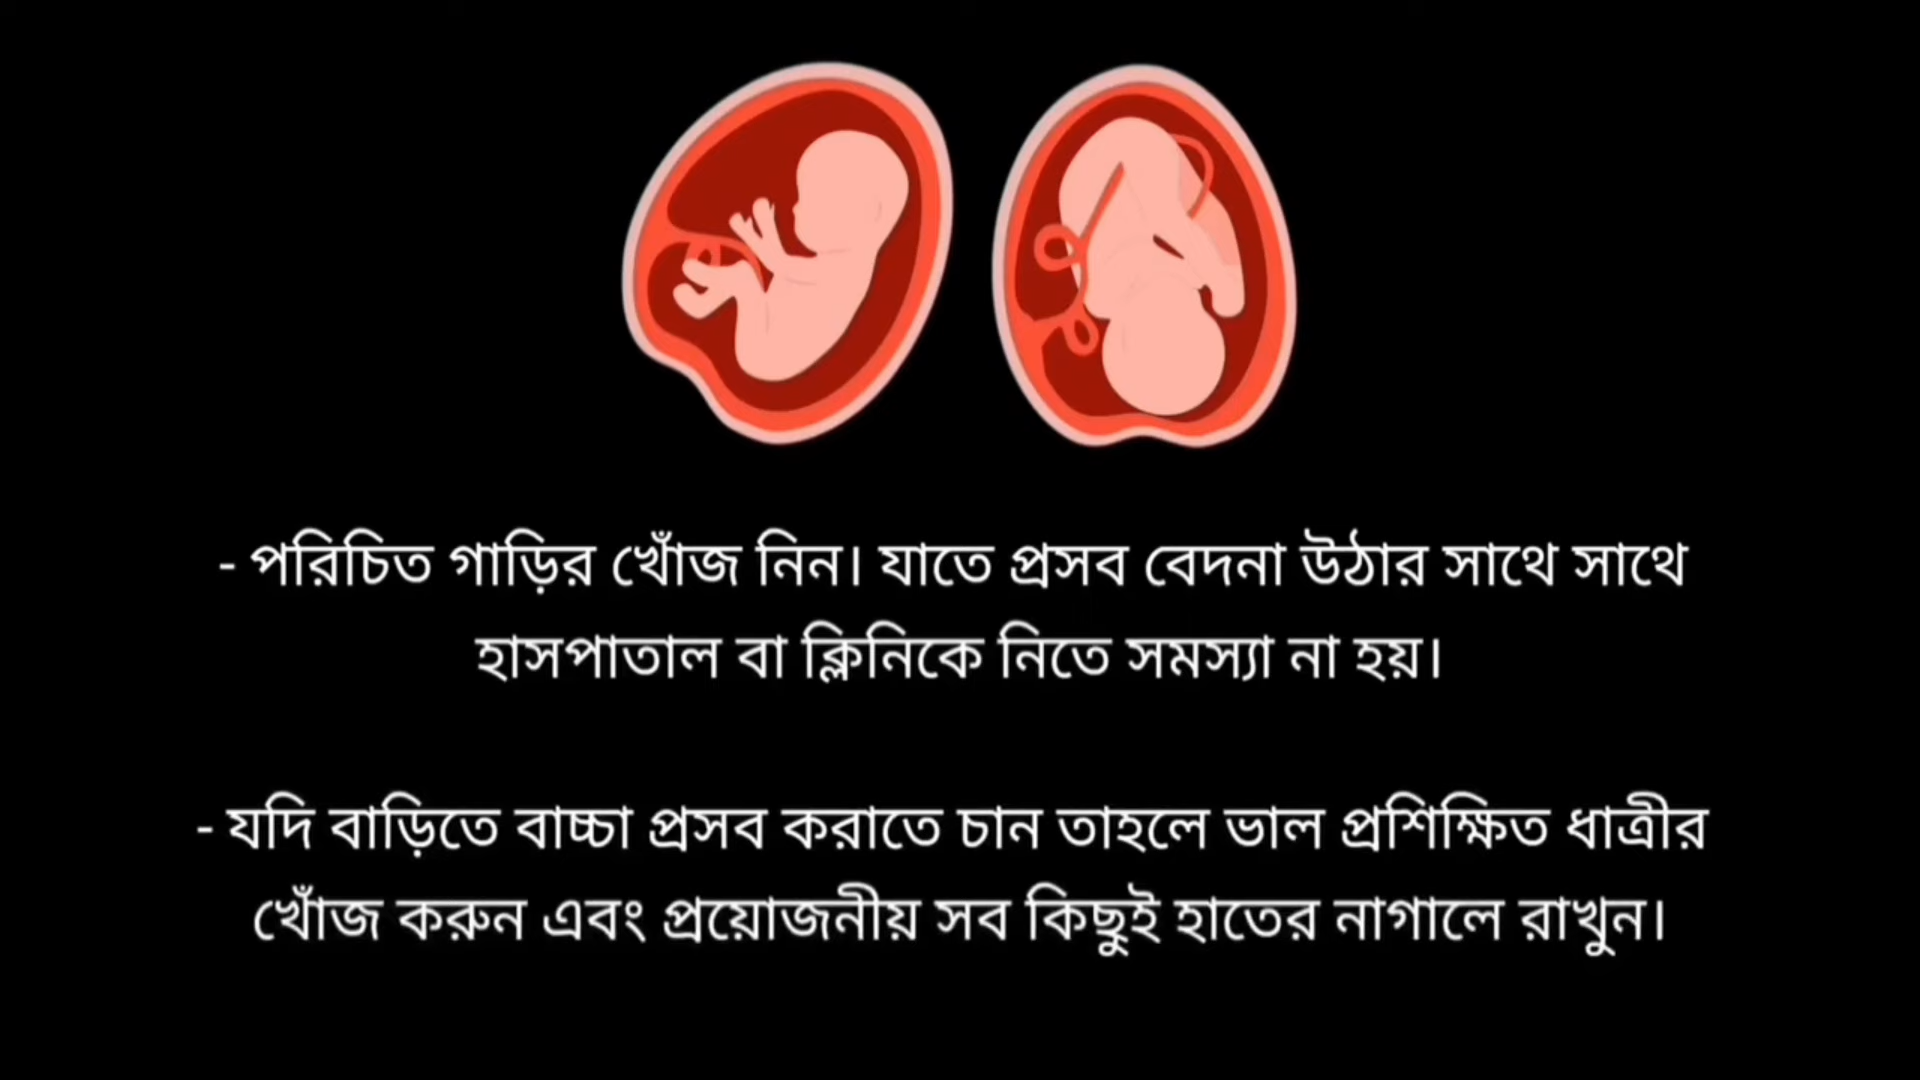 - পরিচিত গাড়ির খোঁজ নিন। যাতে প্রসব বেদনা উঠার সাথে সাথে
হাসপাতাল বা ক্লিনিকে নিতে সমস্যা না হয়।
- যদি বাড়িতে বাচ্চা প্রসব করাতে চান তাহলে ভাল প্রশিক্ষিত ধাত্রীর
খোঁজ করুন এবং প্রয়োজনীয় সব কিছুই হাতের নাগালে রাখুন।